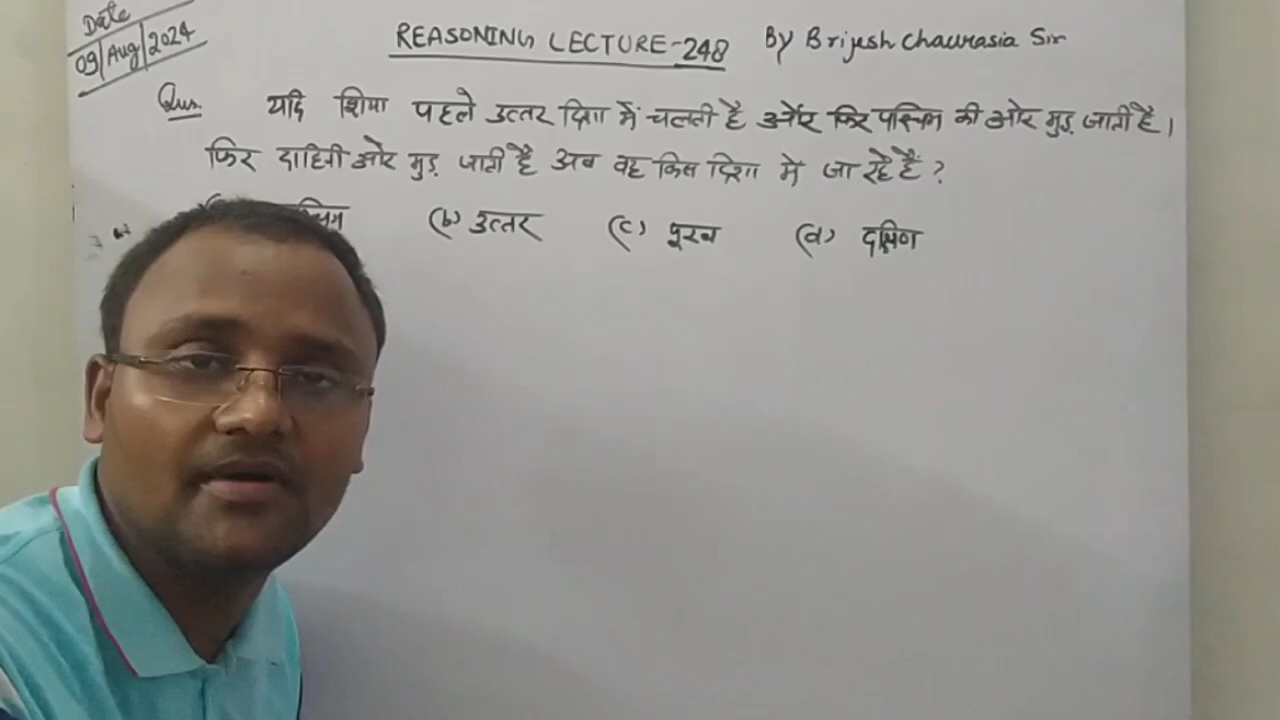 Date
09/Aug/2024
REASONING LECTURE-248 By Brijesh Chaurasia Sir
Qus. यदि शिमा पहले उत्तर दिशा में चलती है और फिर पश्चिम की ओर मुड़ जाती है।
फिर दाहिनी ओर मुड़ जाती है अब वह किस दिशा में जा रहे हैं ?
(b) उत्तर (c) पूरब (d) दक्षिण